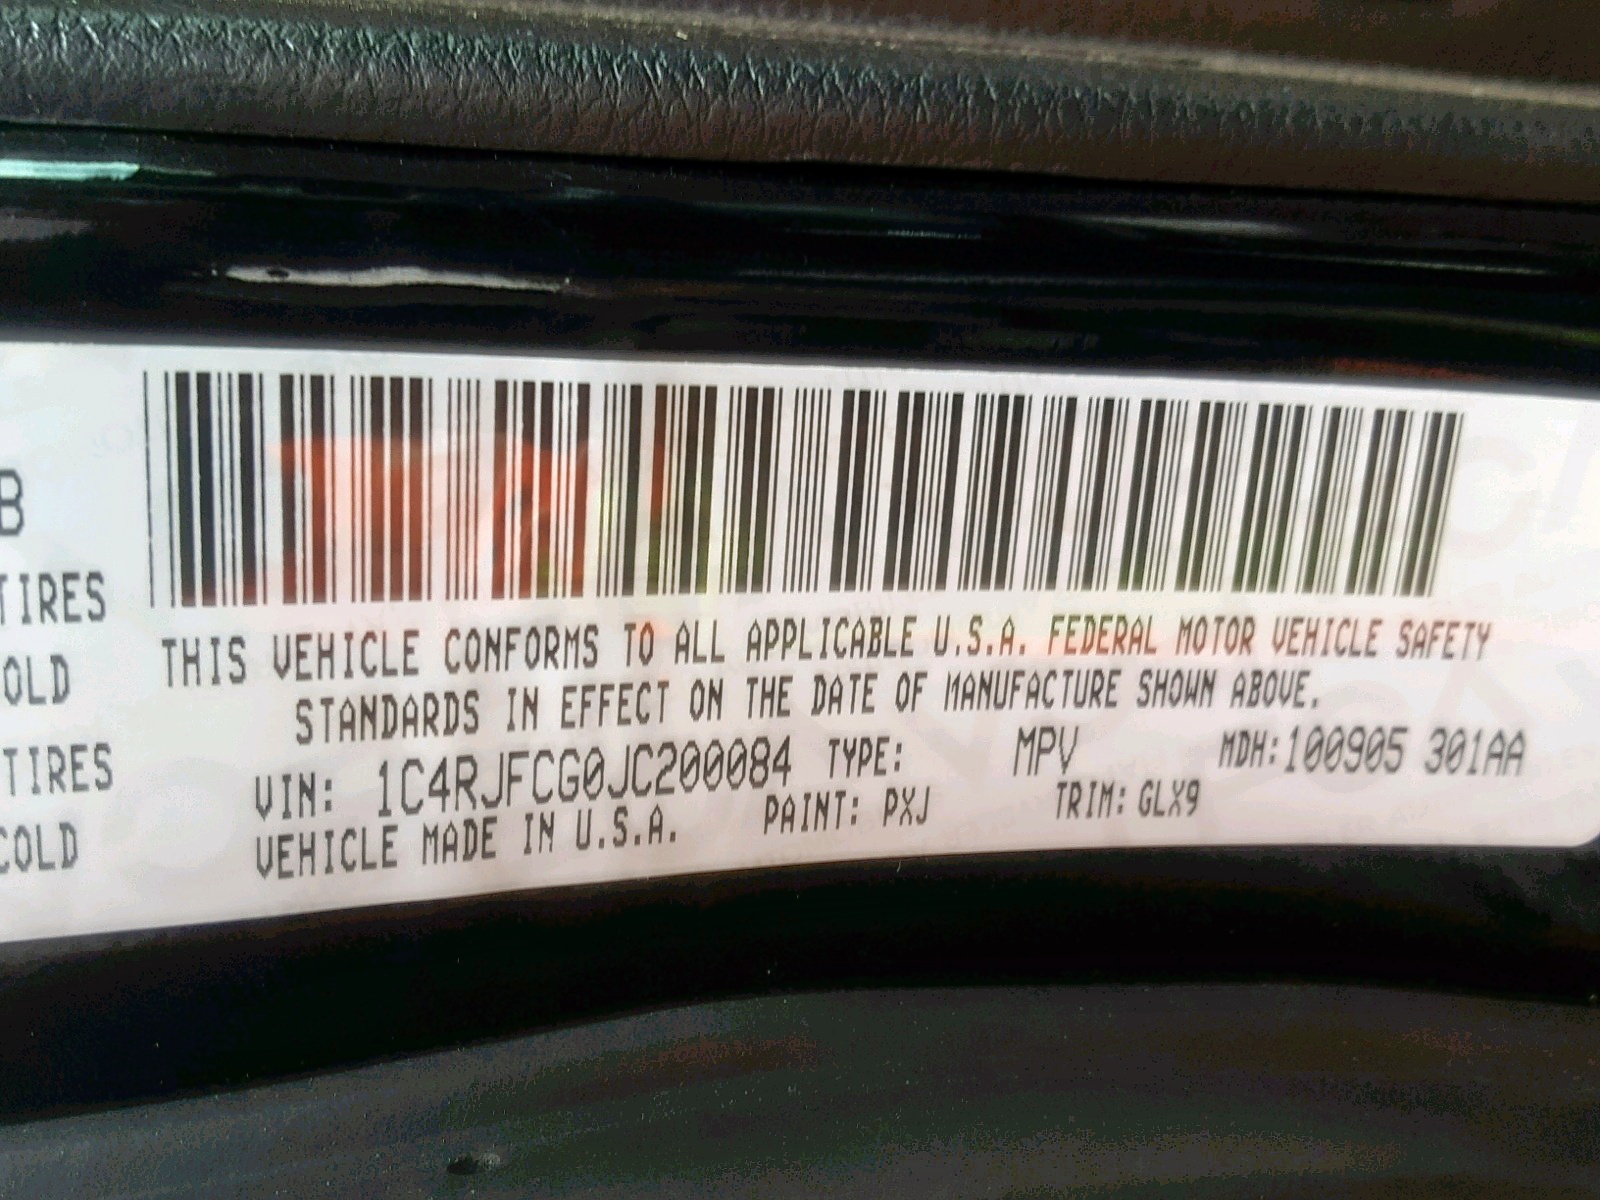 B
TIRES
OLD
TIRES
COLD
THIS VEHICLE CONFORMS TO ALL APPLICABLE U.S.A. FEDERAL MOTOR VEHICLE SAFETY
STANDARDS IN EFFECT ON THE DATE OF MANUFACTURE SHOWN ABOVE.
VIN: 1C4RJFCG0JC200084 TYPE: MPV MDH:100905 301AA
VEHICLE MADE IN U.S.A. PAINT: PXJ TRIM: GLX9